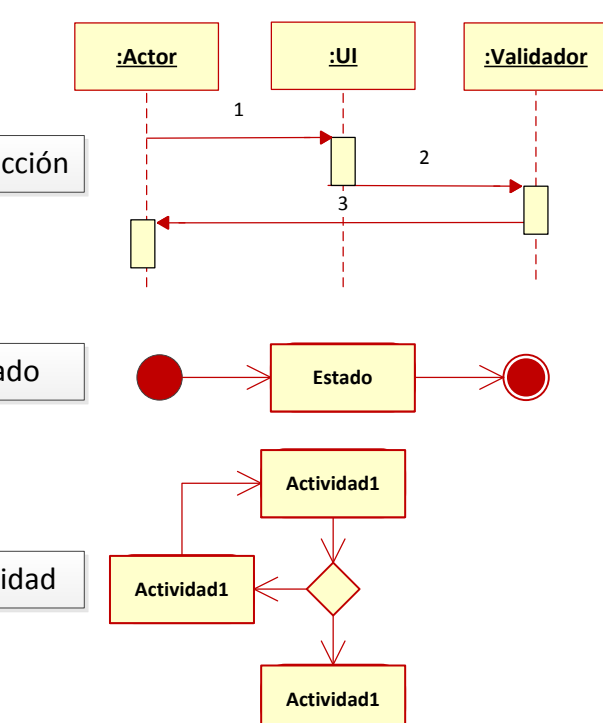 :Actor
:UI
:Validador
1
cción
2
3
ado
Estado
Actividad1
idad
Actividad1
Actividad1